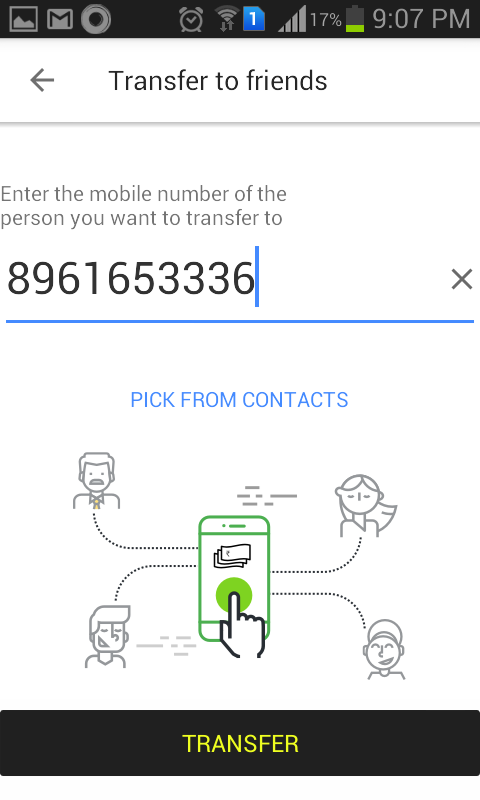 1 17% 9:07 PM
Transfer to friends
Enter the mobile number of the
person you want to transfer to
8961653336
PICK FROM CONTACTS
₹
TRANSFER